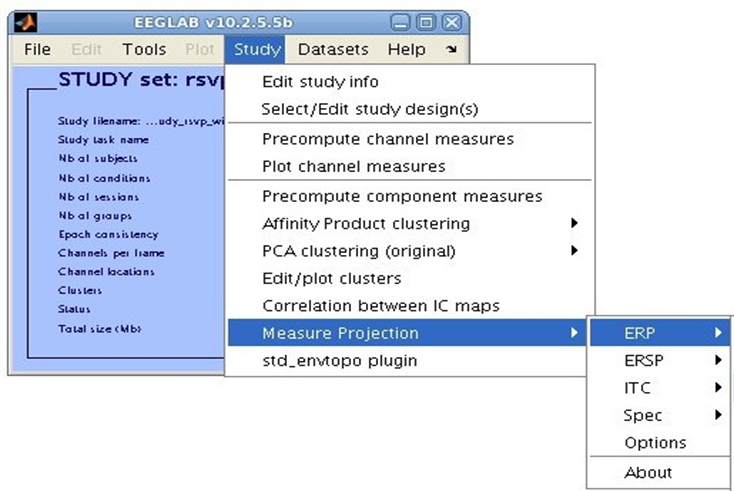 EEGLAB v10.2.5.5b
File Edit Tools Plot Study Datasets Help
STUDY set: rsvp
Study filename: ...udy_rsvp_wi
Study task name
Nb of subjects
Nb of conditions
Nb of sessions
Nb of groups
Epoch consistency
Channels per frame
Channel locations
Clusters
Status
Total size (Mb)
Edit study info
Select/Edit study design(s)
Precompute channel measures
Plot channel measures
Precompute component measures
Affinity Product clustering
PCA clustering (original)
Edit/plot clusters
Correlation between IC maps
Measure Projection
std_envtopo plugin
ERP
ERSP
ITC
Spec
Options
About